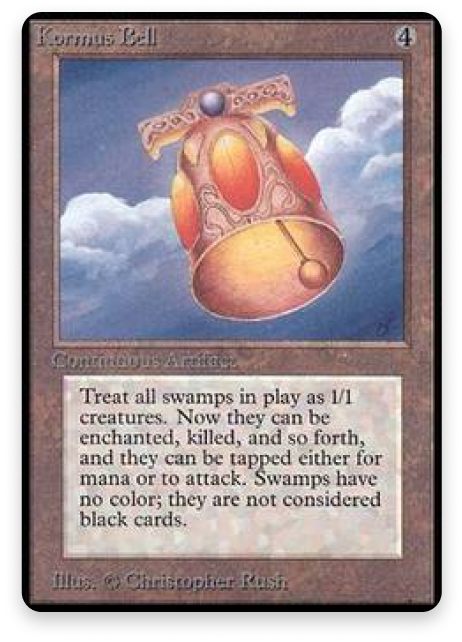 Kormus Bell 4
Continuous Artifact
Treat all swamps in play as 1/1
creatures. Now they can be
enchanted, killed, and so forth,
and they can be tapped either for
mana or to attack. Swamps have
no color; they are not considered
black cards.
Illus. © Christopher Rush